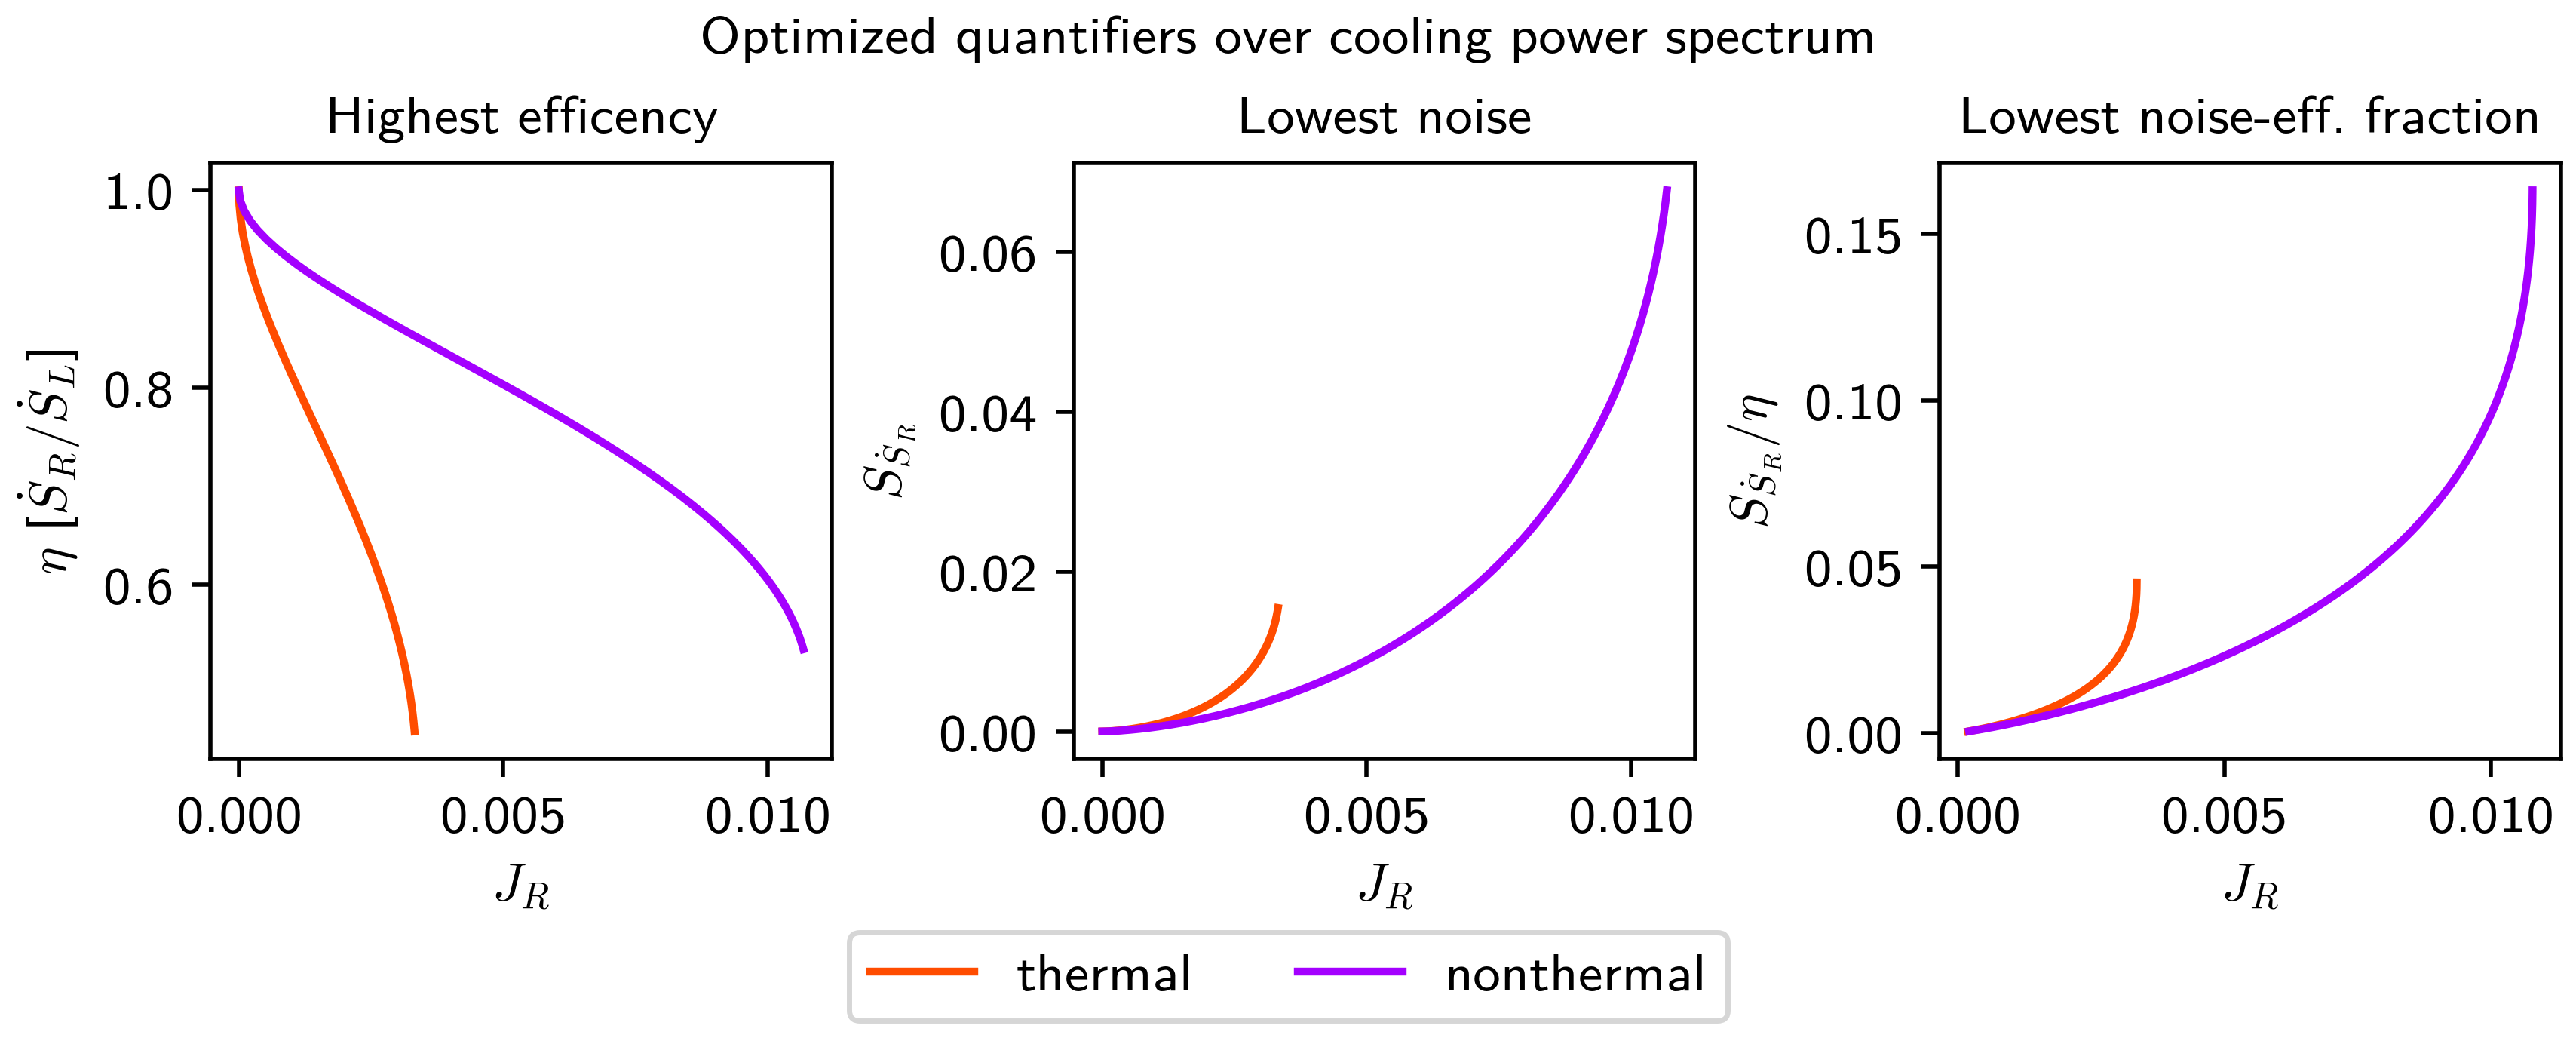 Optimized quantifiers over cooling power spectrum
Highest efficency
η [Ṡ_R/Ṡ_L]
1.0
0.8
0.6
0.000 0.005 0.010
J_R
Lowest noise
S_{Ṡ_R}
0.06
0.04
0.02
0.00
0.000 0.005 0.010
J_R
Lowest noise-eff. fraction
S_{Ṡ_R}/η
0.15
0.10
0.05
0.00
0.000 0.005 0.010
J_R
thermal nonthermal